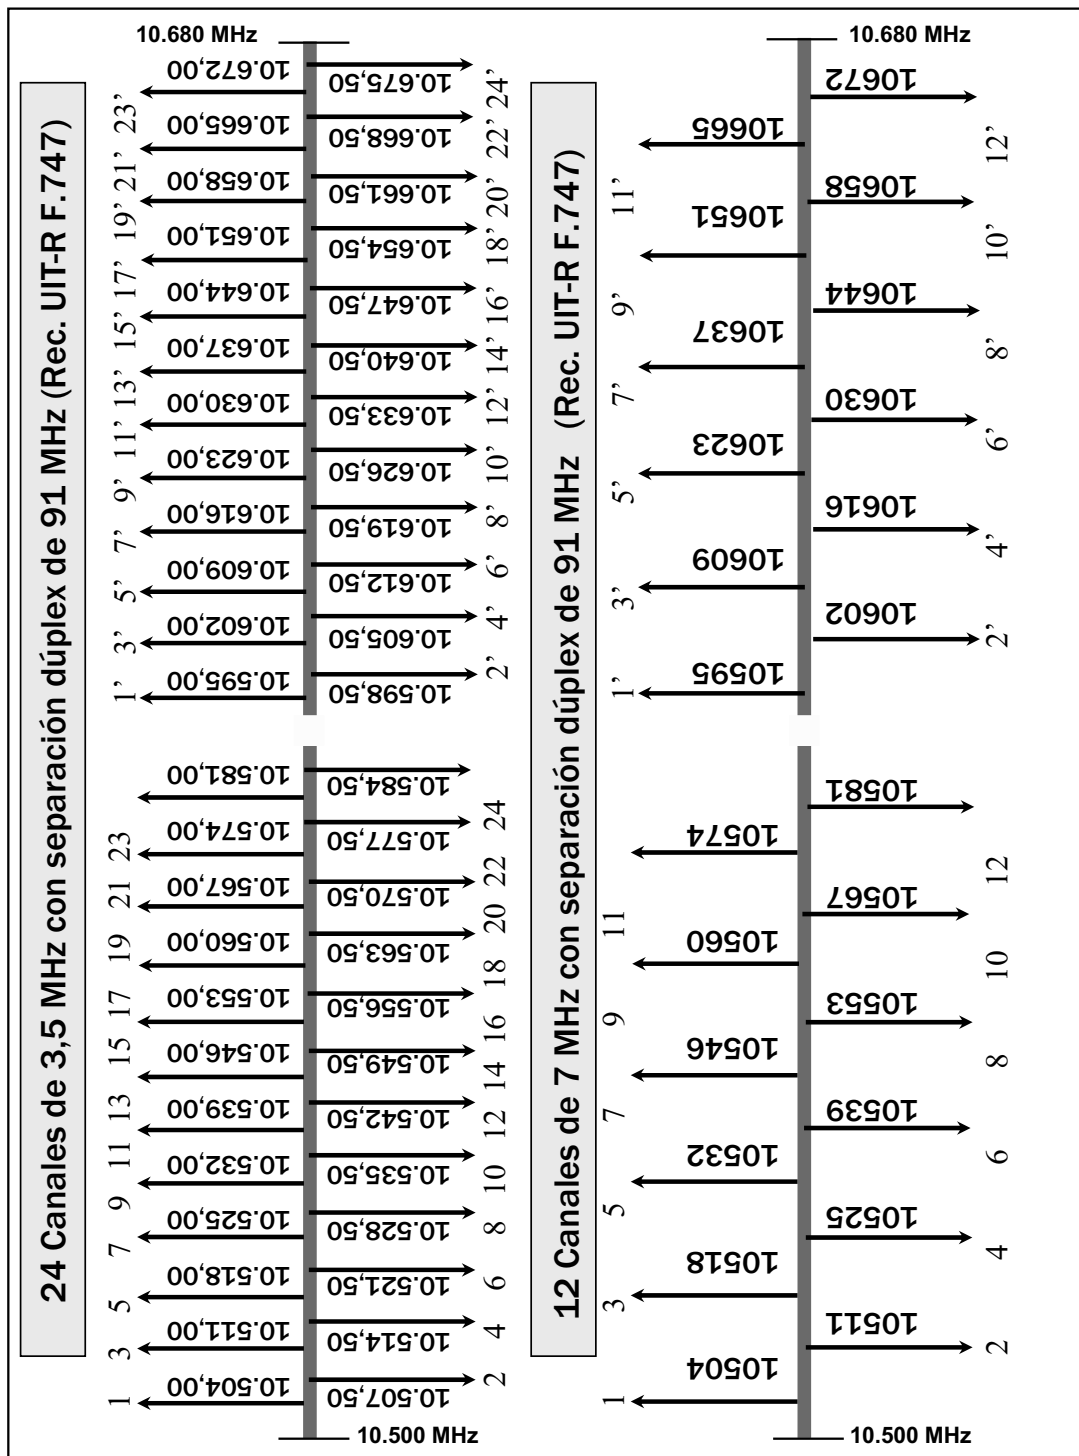 24 Canales de 3,5 MHz con separación dúplex de 91 MHz (Rec. UIT-R F.747)
1 3 5 7 9 11 13 15 17 19 21 23 1’ 3’ 5’ 7’ 9’ 11’ 13’ 15’ 17’ 19’ 21’ 23’
10.504,00 10.511,00 10.518,00 10.525,00 10.532,00 10.539,00 10.546,00 10.553,00 10.560,00 10.567,00 10.574,00 10.581,00 10.595,00 10.602,00 10.609,00 10.616,00 10.623,00 10.630,00 10.637,00 10.644,00 10.651,00 10.658,00 10.665,00 10.672,00
10.680 MHz
10.500 MHz
10.507,50 10.514,50 10.521,50 10.528,50 10.535,50 10.542,50 10.549,50 10.556,50 10.563,50 10.570,50 10.577,50 10.584,50 10.598,50 10.605,50 10.612,50 10.619,50 10.626,50 10.633,50 10.640,50 10.647,50 10.654,50 10.661,50 10.668,50 10.675,50
2 4 6 8 10 12 14 16 18 20 22 24 2’ 4’ 6’ 8’ 10’ 12’ 14’ 16’ 18’ 20’ 22’ 24’
12 Canales de 7 MHz con separación dúplex de 91 MHz (Rec. UIT-R F.747)
1 3 5 7 9 11 1’ 3’ 5’ 7’ 9’ 11’
10504 10518 10532 10546 10560 10574 10595 10609 10623 10637 10651 10665
10.680 MHz
10.500 MHz
10511 10525 10539 10553 10567 10581 10602 10616 10630 10644 10658 10672
2 4 6 8 10 12 2’ 4’ 6’ 8’ 10’ 12’